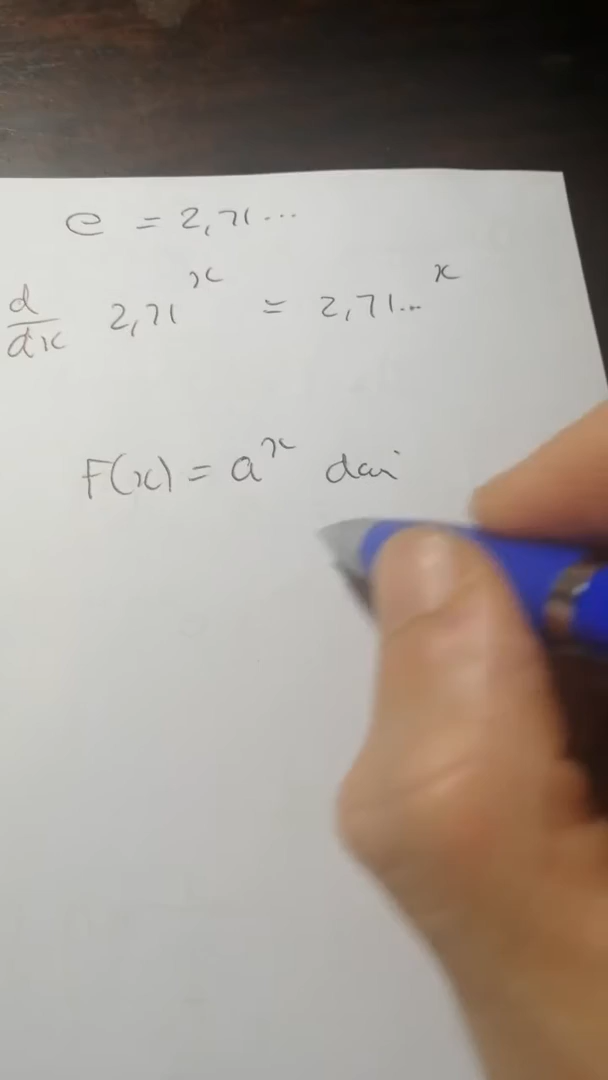 e = 2,71...
d/dx 2,71^x = 2,71...^x
F(x) = a^x dai